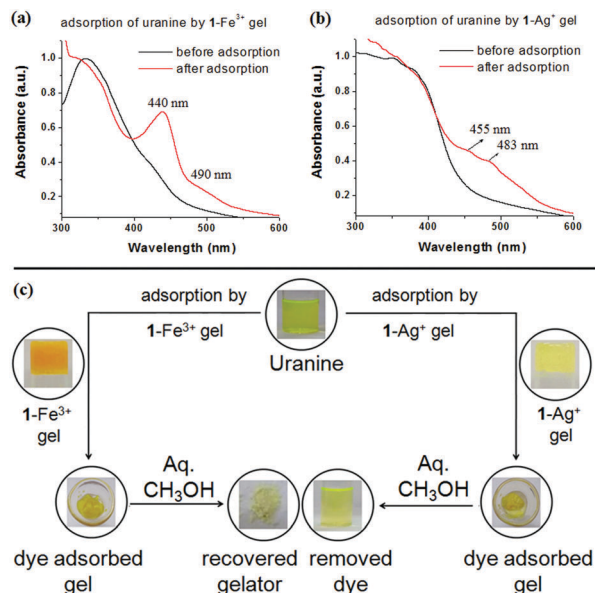 (a)
adsorption of uranine by 1-Fe³⁺ gel
before adsorption
after adsorption
440 nm
490 nm
Absorbance (a.u.)
1.0
0.8
0.6
0.4
0.2
300
400
500
600
Wavelength (nm)
(b)
adsorption of uranine by 1-Ag⁺ gel
before adsorption
after adsorption
455 nm
483 nm
Absorbance (a.u.)
1.0
0.8
0.6
0.4
0.2
300
400
500
600
Wavelength (nm)
(c)
adsorption by
1-Fe³⁺ gel
Uranine
adsorption by
1-Ag⁺ gel
1-Fe³⁺
gel
1-Ag⁺
gel
Aq.
CH₃OH
Aq.
CH₃OH
dye adsorbed
gel
recovered
gelator
removed
dye
dye adsorbed
gel